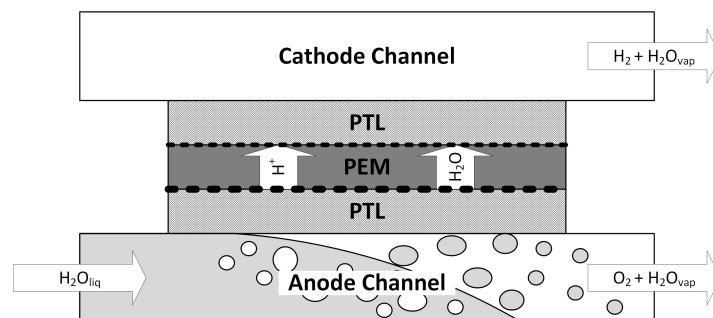 Cathode Channel
H₂ + H₂Oᵥₐₚ
PTL
H⁺
PEM
H₂O
PTL
H₂Oₗᵢq
Anode Channel
O₂ + H₂Oᵥₐₚ